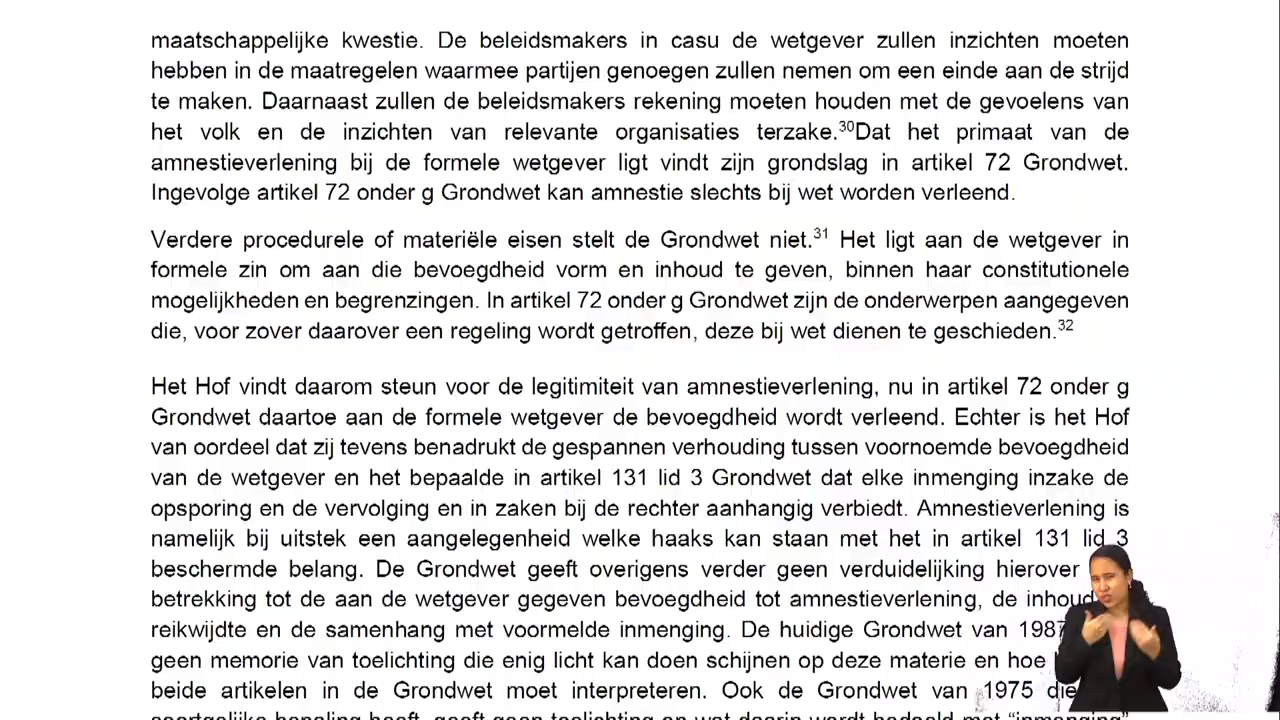 maatschappelijke kwestie. De beleidsmakers in casu de wetgever zullen inzichten moeten
hebben in de maatregelen waarmee partijen genoegen zullen nemen om een einde aan de strijd
te maken. Daarnaast zullen de beleidsmakers rekening moeten houden met de gevoelens van
het volk en de inzichten van relevante organisaties terzake.30Dat het primaat van de
amnestieverlening bij de formele wetgever ligt vindt zijn grondslag in artikel 72 Grondwet.
Ingevolge artikel 72 onder g Grondwet kan amnestie slechts bij wet worden verleend.
Verdere procedurele of materiële eisen stelt de Grondwet niet.31 Het ligt aan de wetgever in
formele zin om aan die bevoegdheid vorm en inhoud te geven, binnen haar constitutionele
mogelijkheden en begrenzingen. In artikel 72 onder g Grondwet zijn de onderwerpen aangegeven
die, voor zover daarover een regeling wordt getroffen, deze bij wet dienen te geschieden.32
Het Hof vindt daarom steun voor de legitimiteit van amnestieverlening, nu in artikel 72 onder g
Grondwet daartoe aan de formele wetgever de bevoegdheid wordt verleend. Echter is het Hof
van oordeel dat zij tevens benadrukt de gespannen verhouding tussen voornoemde bevoegdheid
van de wetgever en het bepaalde in artikel 131 lid 3 Grondwet dat elke inmenging inzake de
opsporing en de vervolging en in zaken bij de rechter aanhangig verbiedt. Amnestieverlening is
namelijk bij uitstek een aangelegenheid welke haaks kan staan met het in artikel 131 lid 3
beschermde belang. De Grondwet geeft overigens verder geen verduidelijking hierover
betrekking tot de aan de wetgever gegeven bevoegdheid tot amnestieverlening, de
reikwijdte en de samenhang met voormelde inmenging. De huidige Grondwet van 1987
geen memorie van toelichting die enig licht kan doen schijnen op deze materie en hoe
beide artikelen in de Grondwet moet interpreteren. Ook de Grondwet van 1975